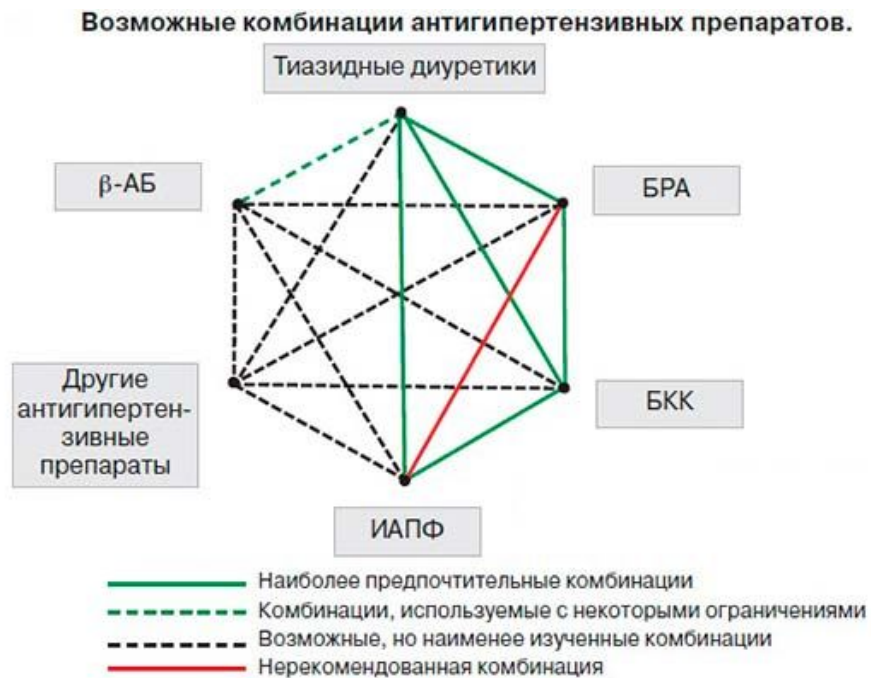 Возможные комбинации антигипертензивных препаратов.
Тиазидные диуретики
β-АБ
БРА
Другие
антигипертен-
зивные
препараты
БКК
ИАПФ
Наиболее предпочтительные комбинации
Комбинации, используемые с некоторыми ограничениями
Возможные, но наименее изученные комбинации
Нерекомендованная комбинация